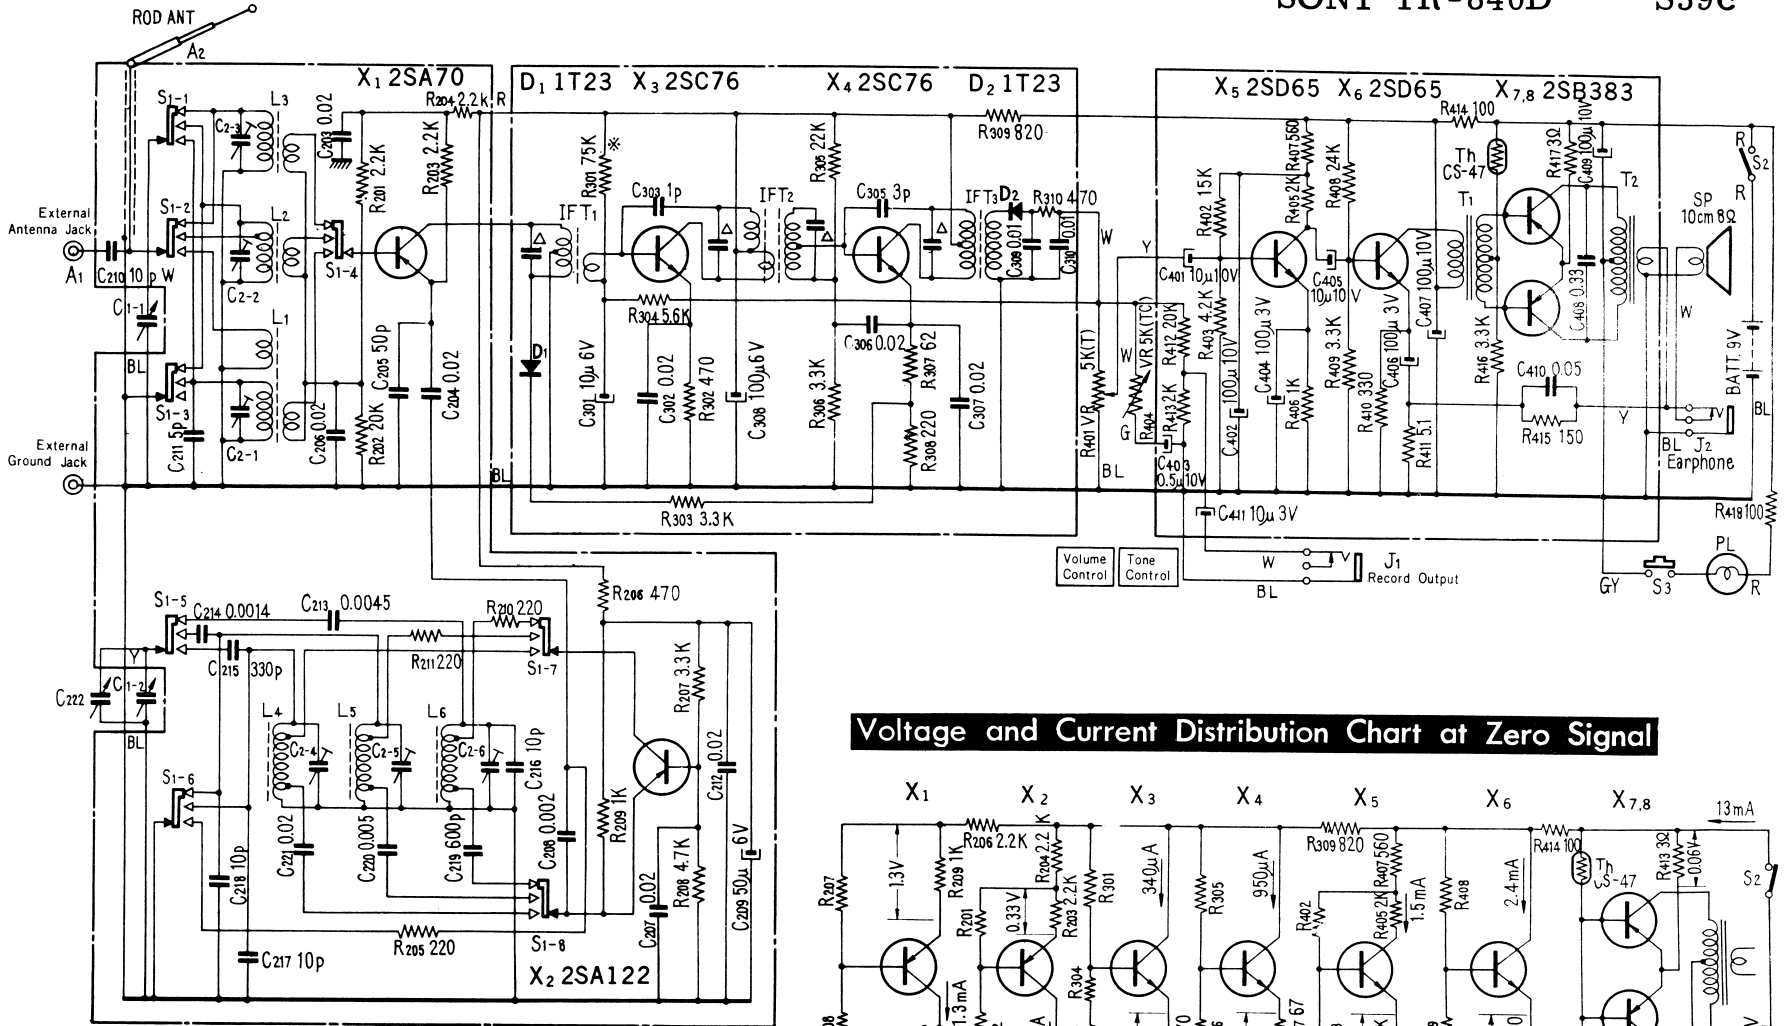 SONY TR-840D S39C
ROD ANT
A2
X1 2SA70
D1 1T23
X3 2SC76
X4 2SC76
D2 1T23
X5 2SD65
X6 2SD65
X7,8 2SB383
S1-1
L3
C2-3
C203 0.02
R204 2.2k R
R201 2.2K
R203 2.2K
R301 75K ※
C303 1p
R305 22K
C305 3p
R309 820
R414 100
R407 560
R405 2K
R408 24K
R402 15K
Th
CS-47
R417 3Ω
C409 100μ 10V
R
S2
R
External
Antenna Jack
A1
C210 10p W
S1-2
L2
S1-4
C2-2
IFT1
IFT2
IFT3
D2
R310 470
C309 0.01
C310 0.01
W
Y
C401 10μ 10V
C405
10μ 10V
T1
T2
SP
10cm 8Ω
C1-1
BL
L1
C205 50p
C204 0.02
R304 5.6K
C306 0.02
D1
C301 10μ 6V
C302 0.02
R302 470
C308 100μ 6V
R306 3.3K
R307 62
R308 220
C307 0.02
R401 VR 5K(T)
W
VR 5K(TC)
R404
G
R412 20K
R413 2K
R403 4.2K
C402 100μ 10V
C404 100μ 3V
R406 1K
R409 3.3K
C406 100μ 3V
R410 330
C407 100μ 10V
R411 5.1
R416 3.3K
C408 0.33
C410 0.05
R415 150
W
Y
BATT. 9V
BL
S1-3
C211 5p
C2-1
C206 0.02
R202 20K
External
Ground Jack
BL
BL
C403
0.5μ 10V
BL
J2
Earphone
R303 3.3K
C411 10μ 3V
R418 100
Volume
Control
Tone
Control
W
BL
J1
Record Output
GY
S3
PL
R
S1-5
C214 0.0014
C213 0.0045
R210 220
R206 470
Y
C215 330p
R211 220
S1-7
R207 3.3K
C222
C1-2
BL
L4
L5
L6
C2-4
C2-5
C2-6
C216 10p
C212 0.02
S1-6
C221 0.02
C220 0.005
C219 600p
C208 0.002
R209 1K
C218 10p
R208 4.7K
C207 0.02
C209 50μ 6V
R205 220
S1-8
C217 10p
X2 2SA122
Voltage and Current Distribution Chart at Zero Signal
X1
X2
X3
X4
X5
X6
X7,8
13mA
R206 2.2K
R204 2.2K
R309 820
R414 100
R207
1.3V
R209 1K
R201
0.33V
R203 2.2K
R301
340μA
R305
950μA
R402
R407 560
R405 2K
1.5mA
R408
2.4mA
Th
CS-47
R413 3Ω
0.06V
S2
R304
1.3mA